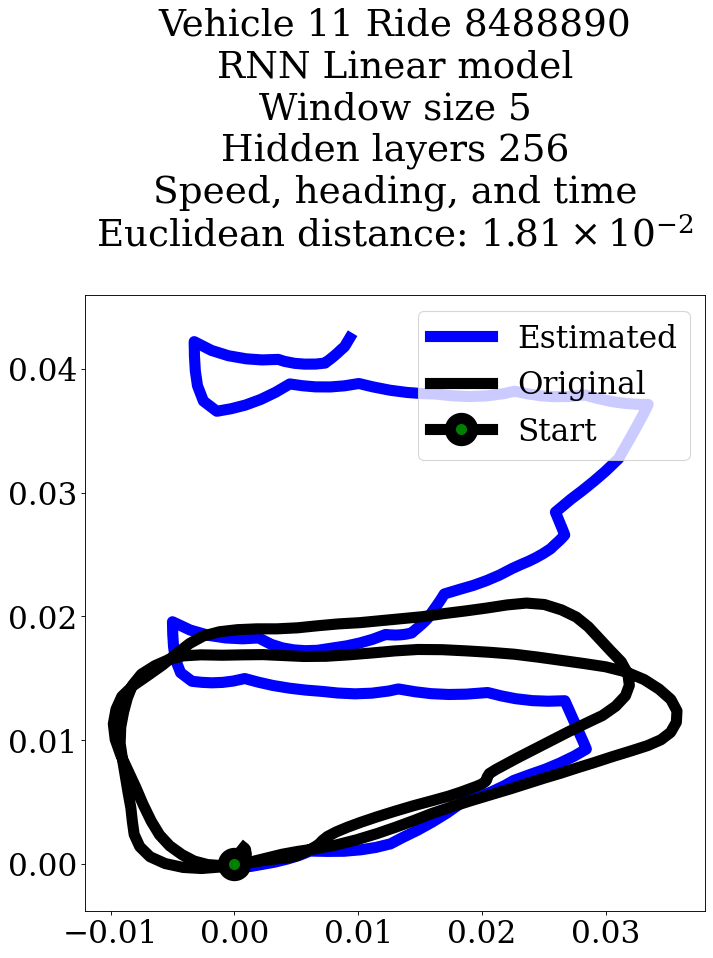 Vehicle 11 Ride 8488890
RNN Linear model
Window size 5
Hidden layers 256
Speed, heading, and time
Euclidean distance: 1.81 × 10⁻²
Estimated
Original
Start
0.04
0.03
0.02
0.01
0.00
−0.01 0.00 0.01 0.02 0.03